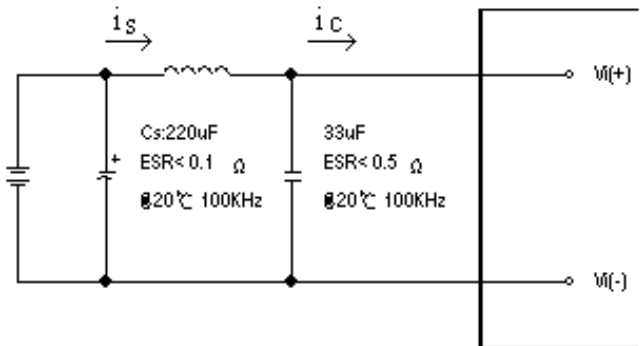 is
ic
Vi(+)
Cs:220uF
ESR< 0.1 Ω
@20℃ 100KHz
33uF
ESR< 0.5 Ω
@20℃ 100KHz
+
Vi(-)